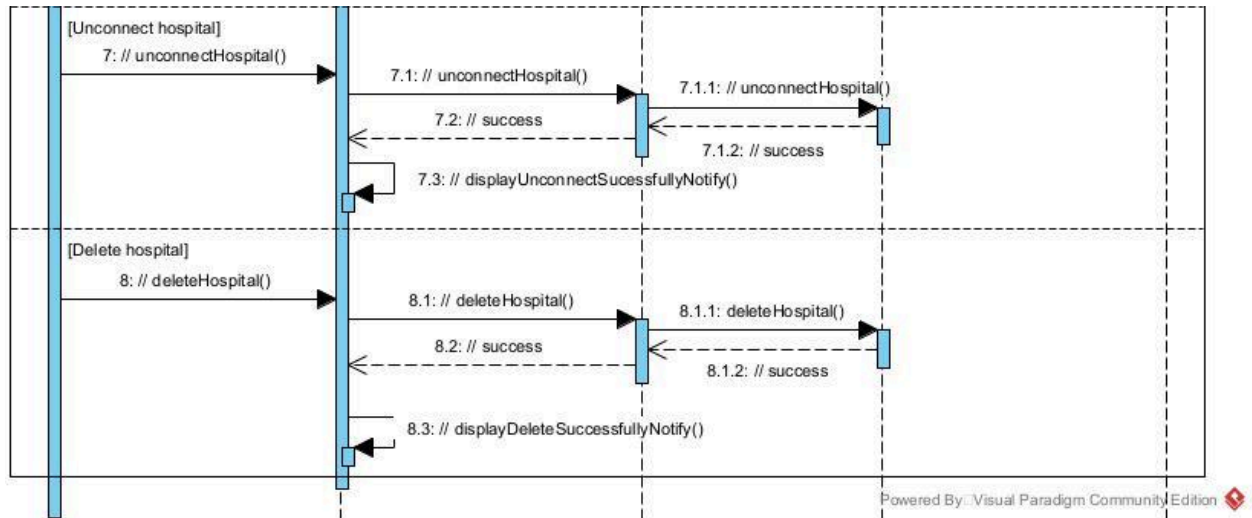 [Unconnect hospital]
7: // unconnectHospital()
7.1: // unconnectHospital()
7.1.1: // unconnectHospital()
7.2: // success
7.1.2: // success
7.3: // displayUnconnectSucessfullyNotify()
[Delete hospital]
8: // deleteHospital()
8.1: // deleteHospital()
8.1.1: deleteHospital()
8.2: // success
8.1.2: // success
8.3: // displayDeleteSuccessfullyNotify()
Powered By Visual Paradigm Community Edition